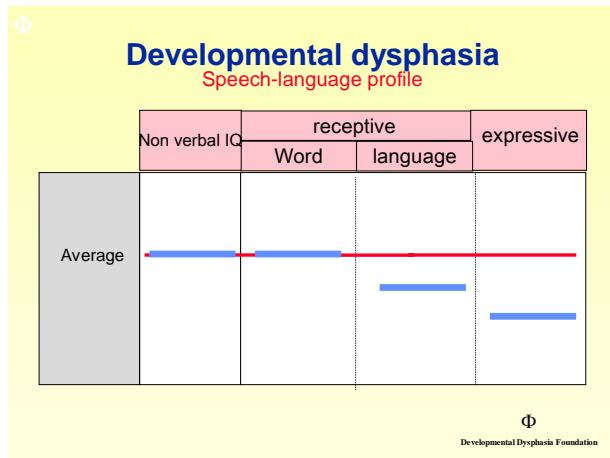 Φ
Developmental dysphasia
Speech-language profile
Non verbal IQ
receptive
expressive
Word
language
Average
Φ
Developmental Dysphasia Foundation